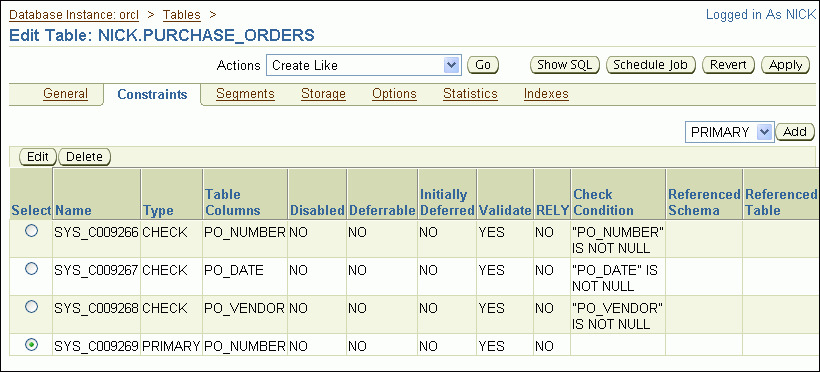 Database Instance: orcl > Tables > Logged in As NICK
Edit Table: NICK.PURCHASE_ORDERS
Actions Create Like Go Show SQL Schedule Job Revert Apply
General Constraints Segments Storage Options Statistics Indexes
PRIMARY Add
Edit Delete
Select Name Type Table Columns Disabled Deferrable Initially Deferred Validate RELY Check Condition Referenced Schema Referenced Table
SYS_C009266 CHECK PO_NUMBER NO NO NO YES NO "PO_NUMBER"
IS NOT NULL
SYS_C009267 CHECK PO_DATE NO NO NO YES NO "PO_DATE" IS
NOT NULL
SYS_C009268 CHECK PO_VENDOR NO NO NO YES NO "PO_VENDOR"
IS NOT NULL
SYS_C009269 PRIMARY PO_NUMBER NO NO NO YES NO